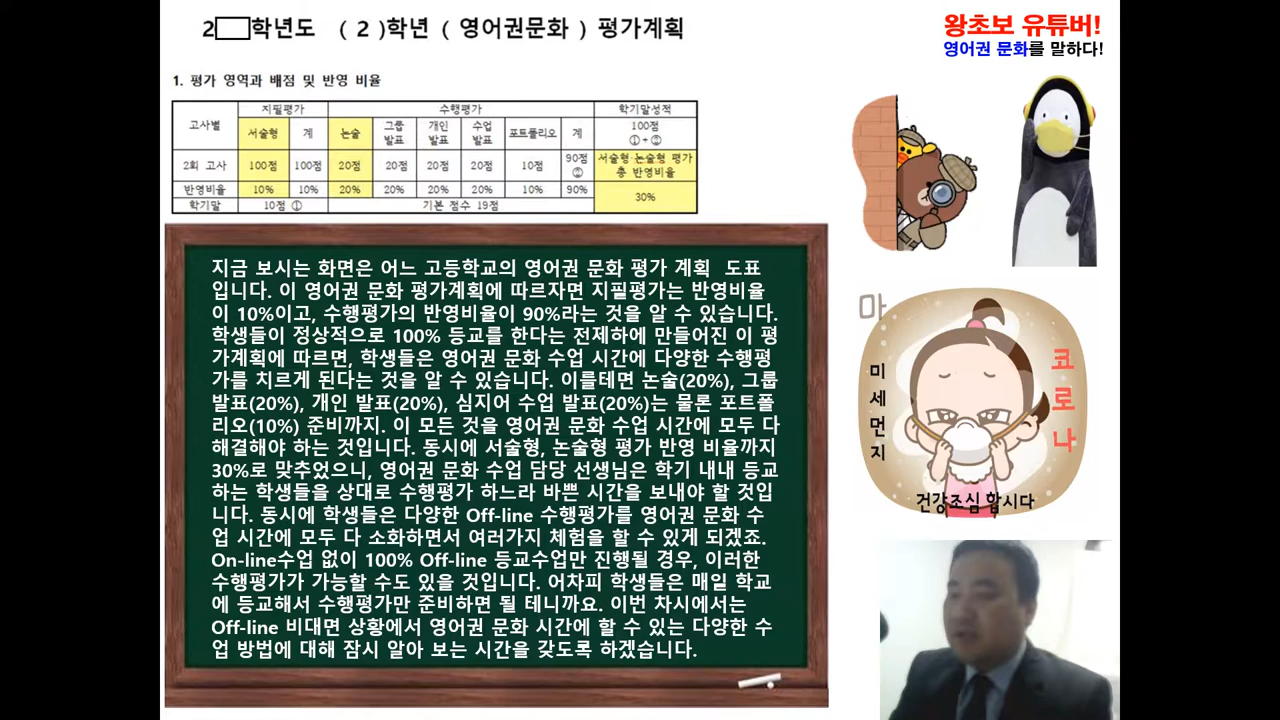 2□□학년도 ( 2 )학년 ( 영어권문화 ) 평가계획
왕초보 유튜버!
영어권 문화를 말하다!
1. 평가 영역과 배점 및 반영 비율
고사별 지필평가 수행평가 학기말성적
서술형 계 논술 그룹 발표 개인 발표 수업 발표 포트폴리오 계 100점 ①+②
2회 고사 100점 100점 20점 20점 20점 20점 10점 90점 ② 서술형·논술형 평가 총 반영비율
반영비율 10% 10% 20% 20% 20% 20% 10% 90% 30%
학기말 10점 ① 기본 점수 19점
지금 보시는 화면은 어느 고등학교의 영어권 문화 평가 계획 도표
입니다. 이 영어권 문화 평가계획에 따르자면 지필평가는 반영비율
이 10%이고, 수행평가의 반영비율이 90%라는 것을 알 수 있습니다.
학생들이 정상적으로 100% 등교를 한다는 전제하에 만들어진 이 평
가계획에 따르면, 학생들은 영어권 문화 수업 시간에 다양한 수행평
가를 치르게 된다는 것을 알 수 있습니다. 이를테면 논술(20%), 그룹
발표(20%), 개인 발표(20%), 심지어 수업 발표(20%)는 물론 포트폴
리오(10%) 준비까지. 이 모든 것을 영어권 문화 수업 시간에 모두 다
해결해야 하는 것입니다. 동시에 서술형, 논술형 평가 반영 비율까지
30%로 맞추었으니, 영어권 문화 수업 담당 선생님은 학기 내내 등교
하는 학생들을 상대로 수행평가 하느라 바쁜 시간을 보내야 할 것입
니다. 동시에 학생들은 다양한 Off-line 수행평가를 영어권 문화 수
업 시간에 모두 다 소화하면서 여러가지 체험을 할 수 있게 되겠죠.
On-line수업 없이 100% Off-line 등교수업만 진행될 경우, 이러한
수행평가가 가능할 수도 있을 것입니다. 어차피 학생들은 매일 학교
에 등교해서 수행평가만 준비하면 될 테니까요. 이번 차시에서는
Off-line 비대면 상황에서 영어권 문화 시간에 할 수 있는 다양한 수
업 방법에 대해 잠시 알아 보는 시간을 갖도록 하겠습니다.
마
미세먼지
코로나
건강조심 합시다